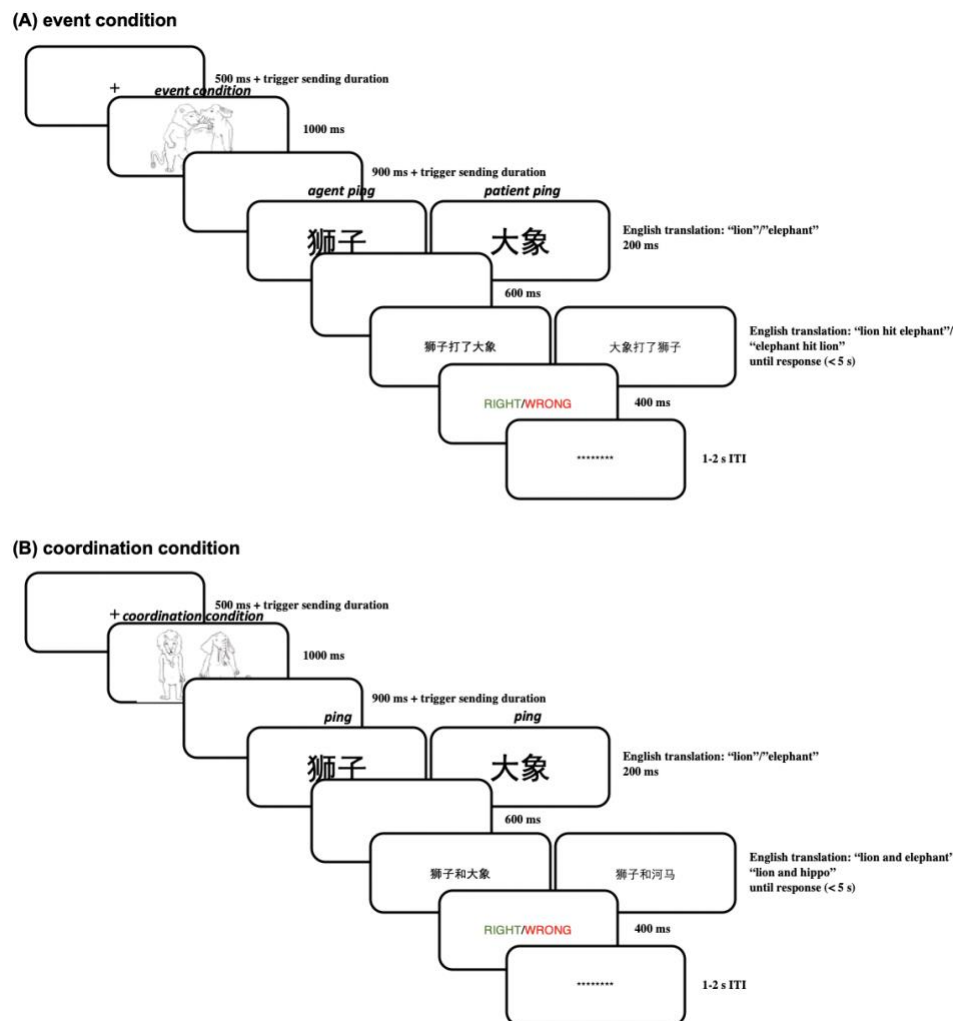 (A) event condition
+
500 ms + trigger sending duration
event condition
1000 ms
900 ms + trigger sending duration
agent ping
patient ping
狮子
大象
English translation: “lion”/”elephant”
200 ms
600 ms
狮子打了大象
大象打了狮子
English translation: “lion hit elephant”/
“elephant hit lion”
until response (< 5 s)
RIGHT/WRONG
400 ms
********
1-2 s ITI
(B) coordination condition
500 ms + trigger sending duration
+
coordination condition
1000 ms
900 ms + trigger sending duration
ping
ping
狮子
大象
English translation: “lion”/”elephant”
200 ms
600 ms
狮子和大象
狮子和河马
English translation: “lion and elephant’
“lion and hippo”
until response (< 5 s)
RIGHT/WRONG
400 ms
********
1-2 s ITI